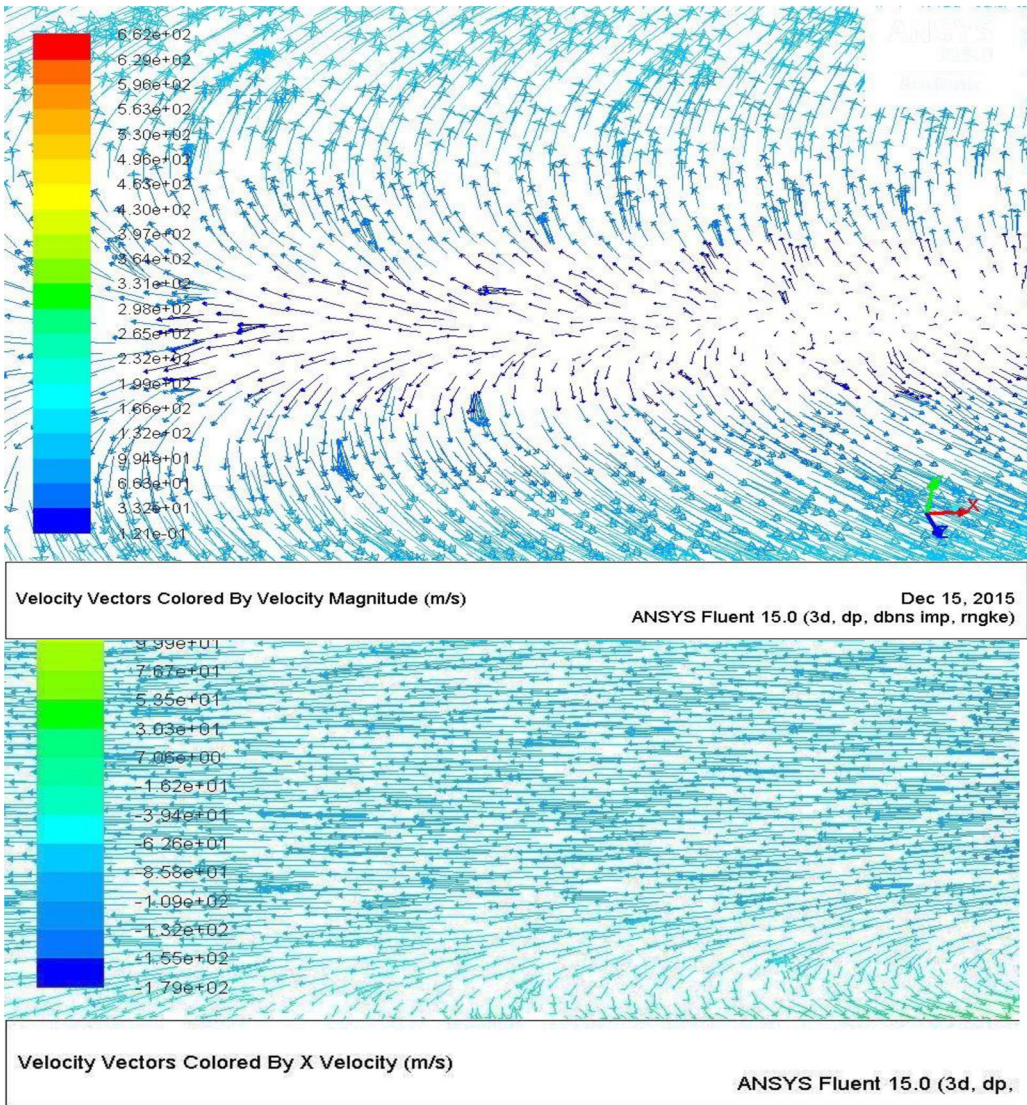 6.62e+02
6.29e+02
5.96e+02
5.63e+02
5.30e+02
4.96e+02
4.63e+02
4.30e+02
3.97e+02
3.64e+02
3.31e+02
2.98e+02
2.65e+02
2.32e+02
1.99e+02
1.66e+02
1.32e+02
9.94e+01
6.63e+01
3.32e+01
1.21e-01
ANSYS
X
Z
Velocity Vectors Colored By Velocity Magnitude (m/s)
Dec 15, 2015
ANSYS Fluent 15.0 (3d, dp, dbns imp, rngke)
9.99e+01
7.67e+01
5.35e+01
3.03e+01
7.06e+00
-1.62e+01
-3.94e+01
-6.26e+01
-8.58e+01
-1.09e+02
-1.32e+02
-1.55e+02
-1.79e+02
Velocity Vectors Colored By X Velocity (m/s)
ANSYS Fluent 15.0 (3d, dp,